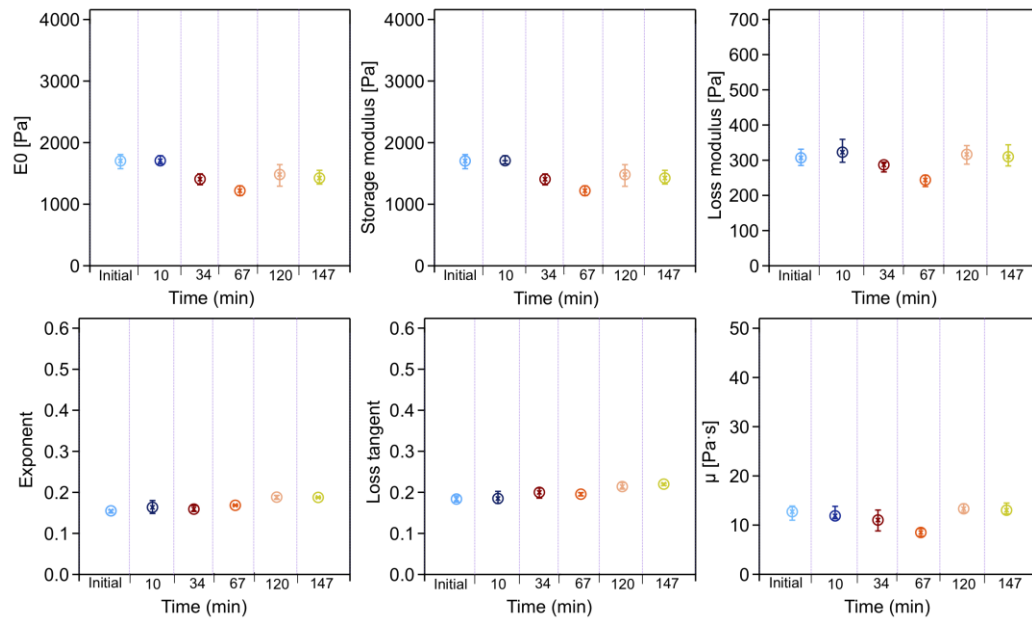 E0 [Pa]
4000
3000
2000
1000
0
Initial 10 34 67 120 147
Time (min)
Storage modulus [Pa]
4000
3000
2000
1000
0
Initial 10 34 67 120 147
Time (min)
Loss modulus [Pa]
700
600
500
400
300
200
100
0
Initial 10 34 67 120 147
Time (min)
Exponent
0.6
0.5
0.4
0.3
0.2
0.1
0.0
Initial 10 34 67 120 147
Time (min)
Loss tangent
0.6
0.5
0.4
0.3
0.2
0.1
0.0
Initial 10 34 67 120 147
Time (min)
µ [Pa·s]
50
40
30
20
10
0
Initial 10 34 67 120 147
Time (min)